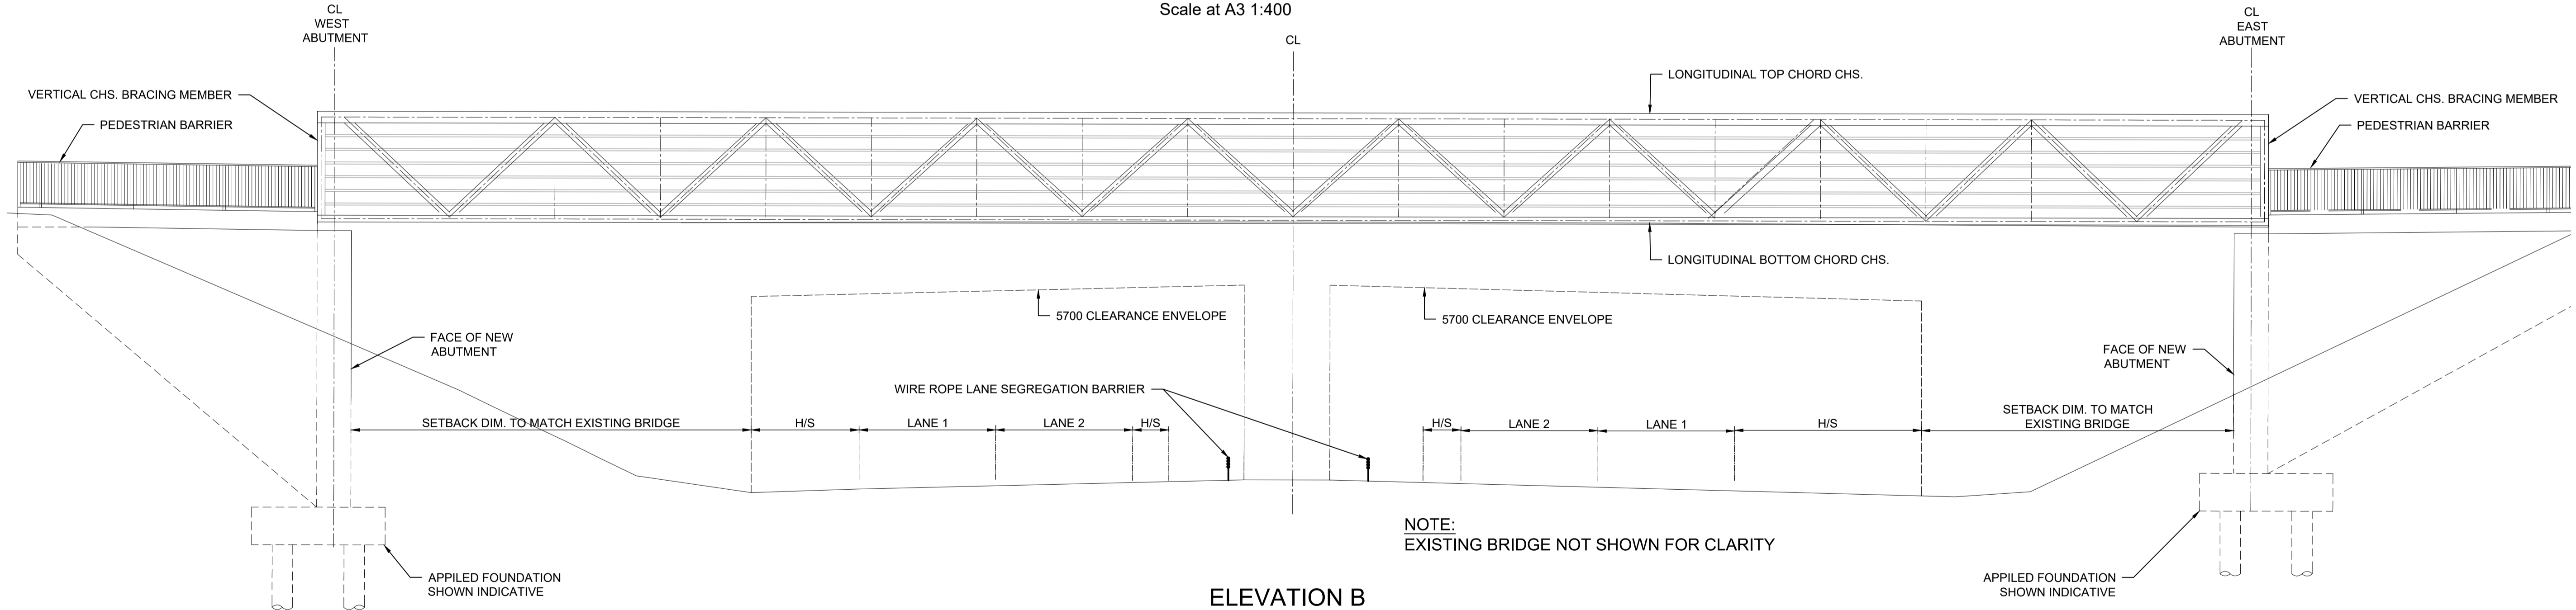 Scale at A3 1:400
CL
WEST
ABUTMENT
CL
CL
EAST
ABUTMENT
LONGITUDINAL TOP CHORD CHS.
VERTICAL CHS. BRACING MEMBER
VERTICAL CHS. BRACING MEMBER
PEDESTRIAN BARRIER
PEDESTRIAN BARRIER
LONGITUDINAL BOTTOM CHORD CHS.
5700 CLEARANCE ENVELOPE
5700 CLEARANCE ENVELOPE
FACE OF NEW
ABUTMENT
FACE OF NEW
ABUTMENT
WIRE ROPE LANE SEGREGATION BARRIER
SETBACK DIM. TO MATCH EXISTING BRIDGE
H/S
LANE 1
LANE 2
H/S
H/S
LANE 2
LANE 1
H/S
SETBACK DIM. TO MATCH
EXISTING BRIDGE
NOTE:
EXISTING BRIDGE NOT SHOWN FOR CLARITY
APPILED FOUNDATION
SHOWN INDICATIVE
APPILED FOUNDATION
SHOWN INDICATIVE
ELEVATION B